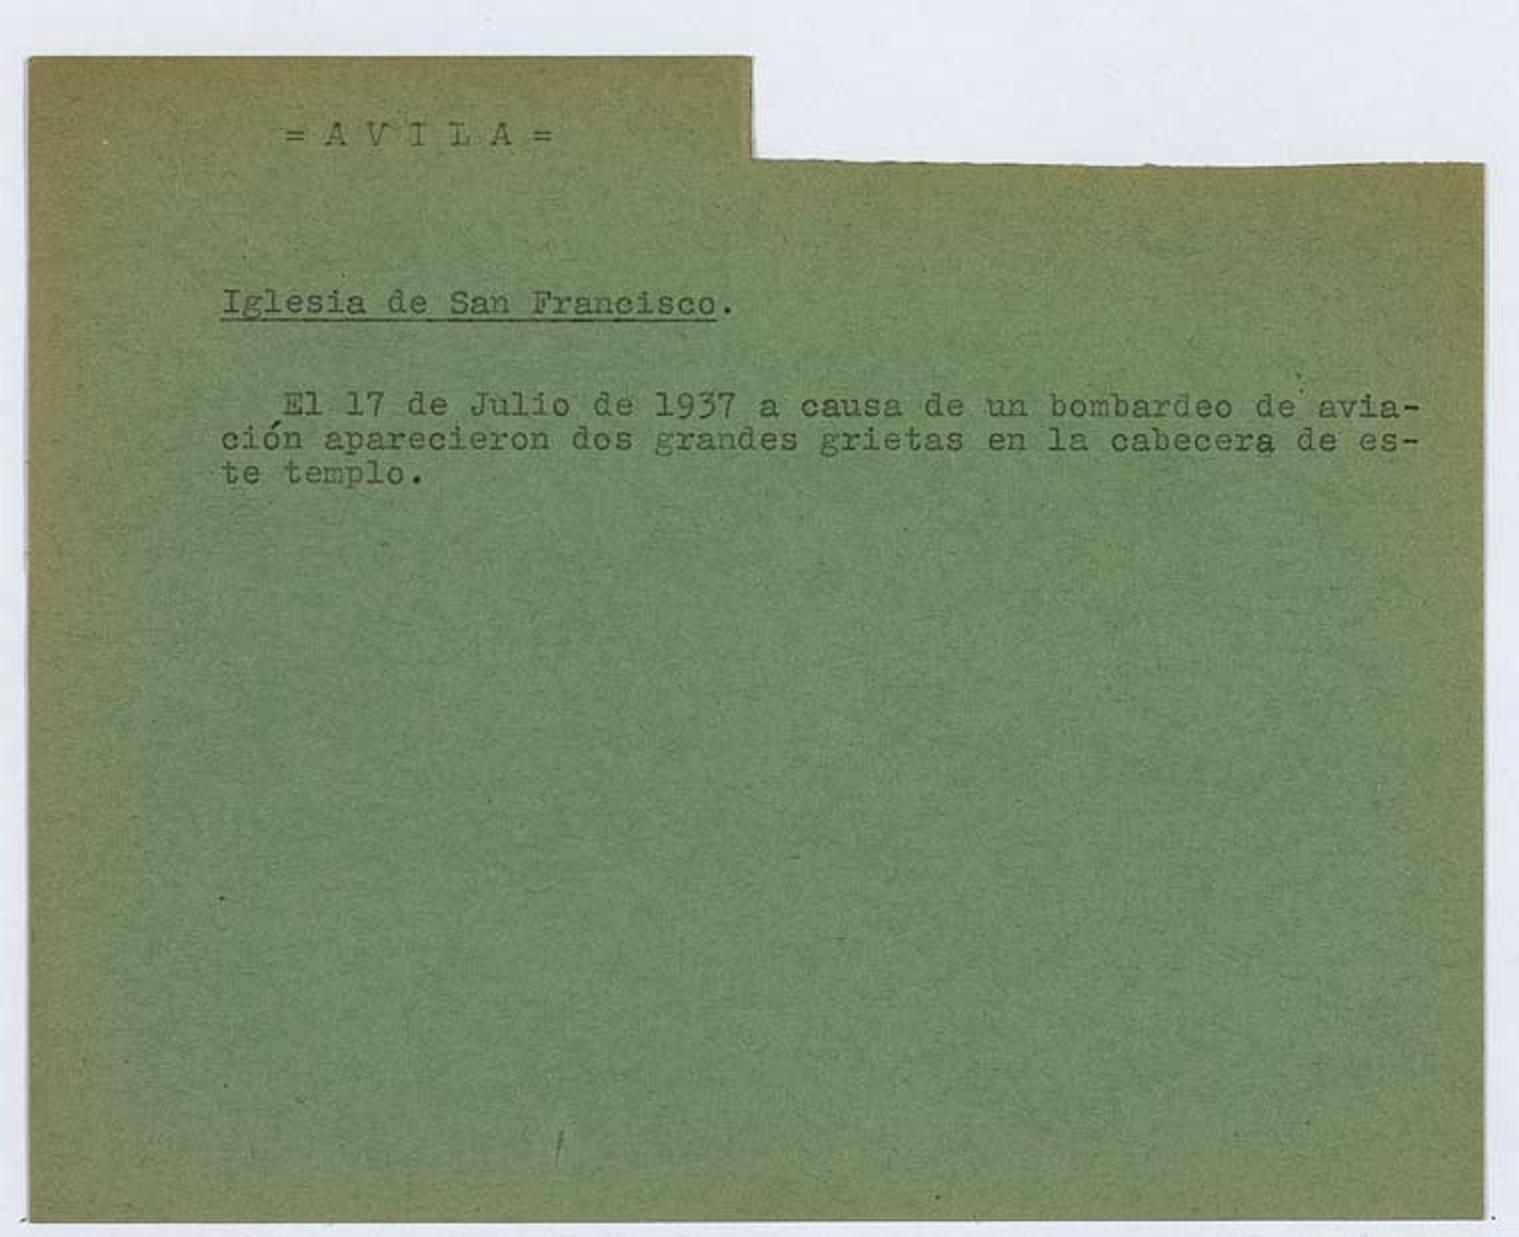 = A V I L A =
Iglesia de San Francisco.
El 17 de Julio de 1937 a causa de un bombardeo de avia-
ción aparecieron dos grandes grietas en la cabecera de es-
te templo.